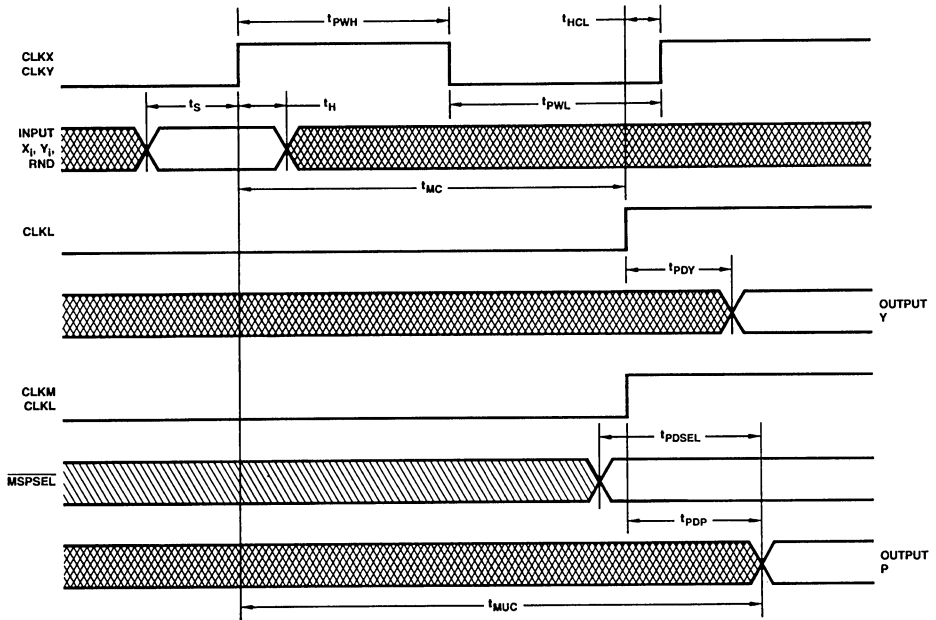 tPWH
tHCL
CLKX
CLKY
tS
tH
tPWL
INPUT
Xi, Yi,
RND
tMC
CLKL
tPDY
OUTPUT
Y
CLKM
CLKL
tPDSEL
MSPSEL
tPDP
OUTPUT
P
tMUC